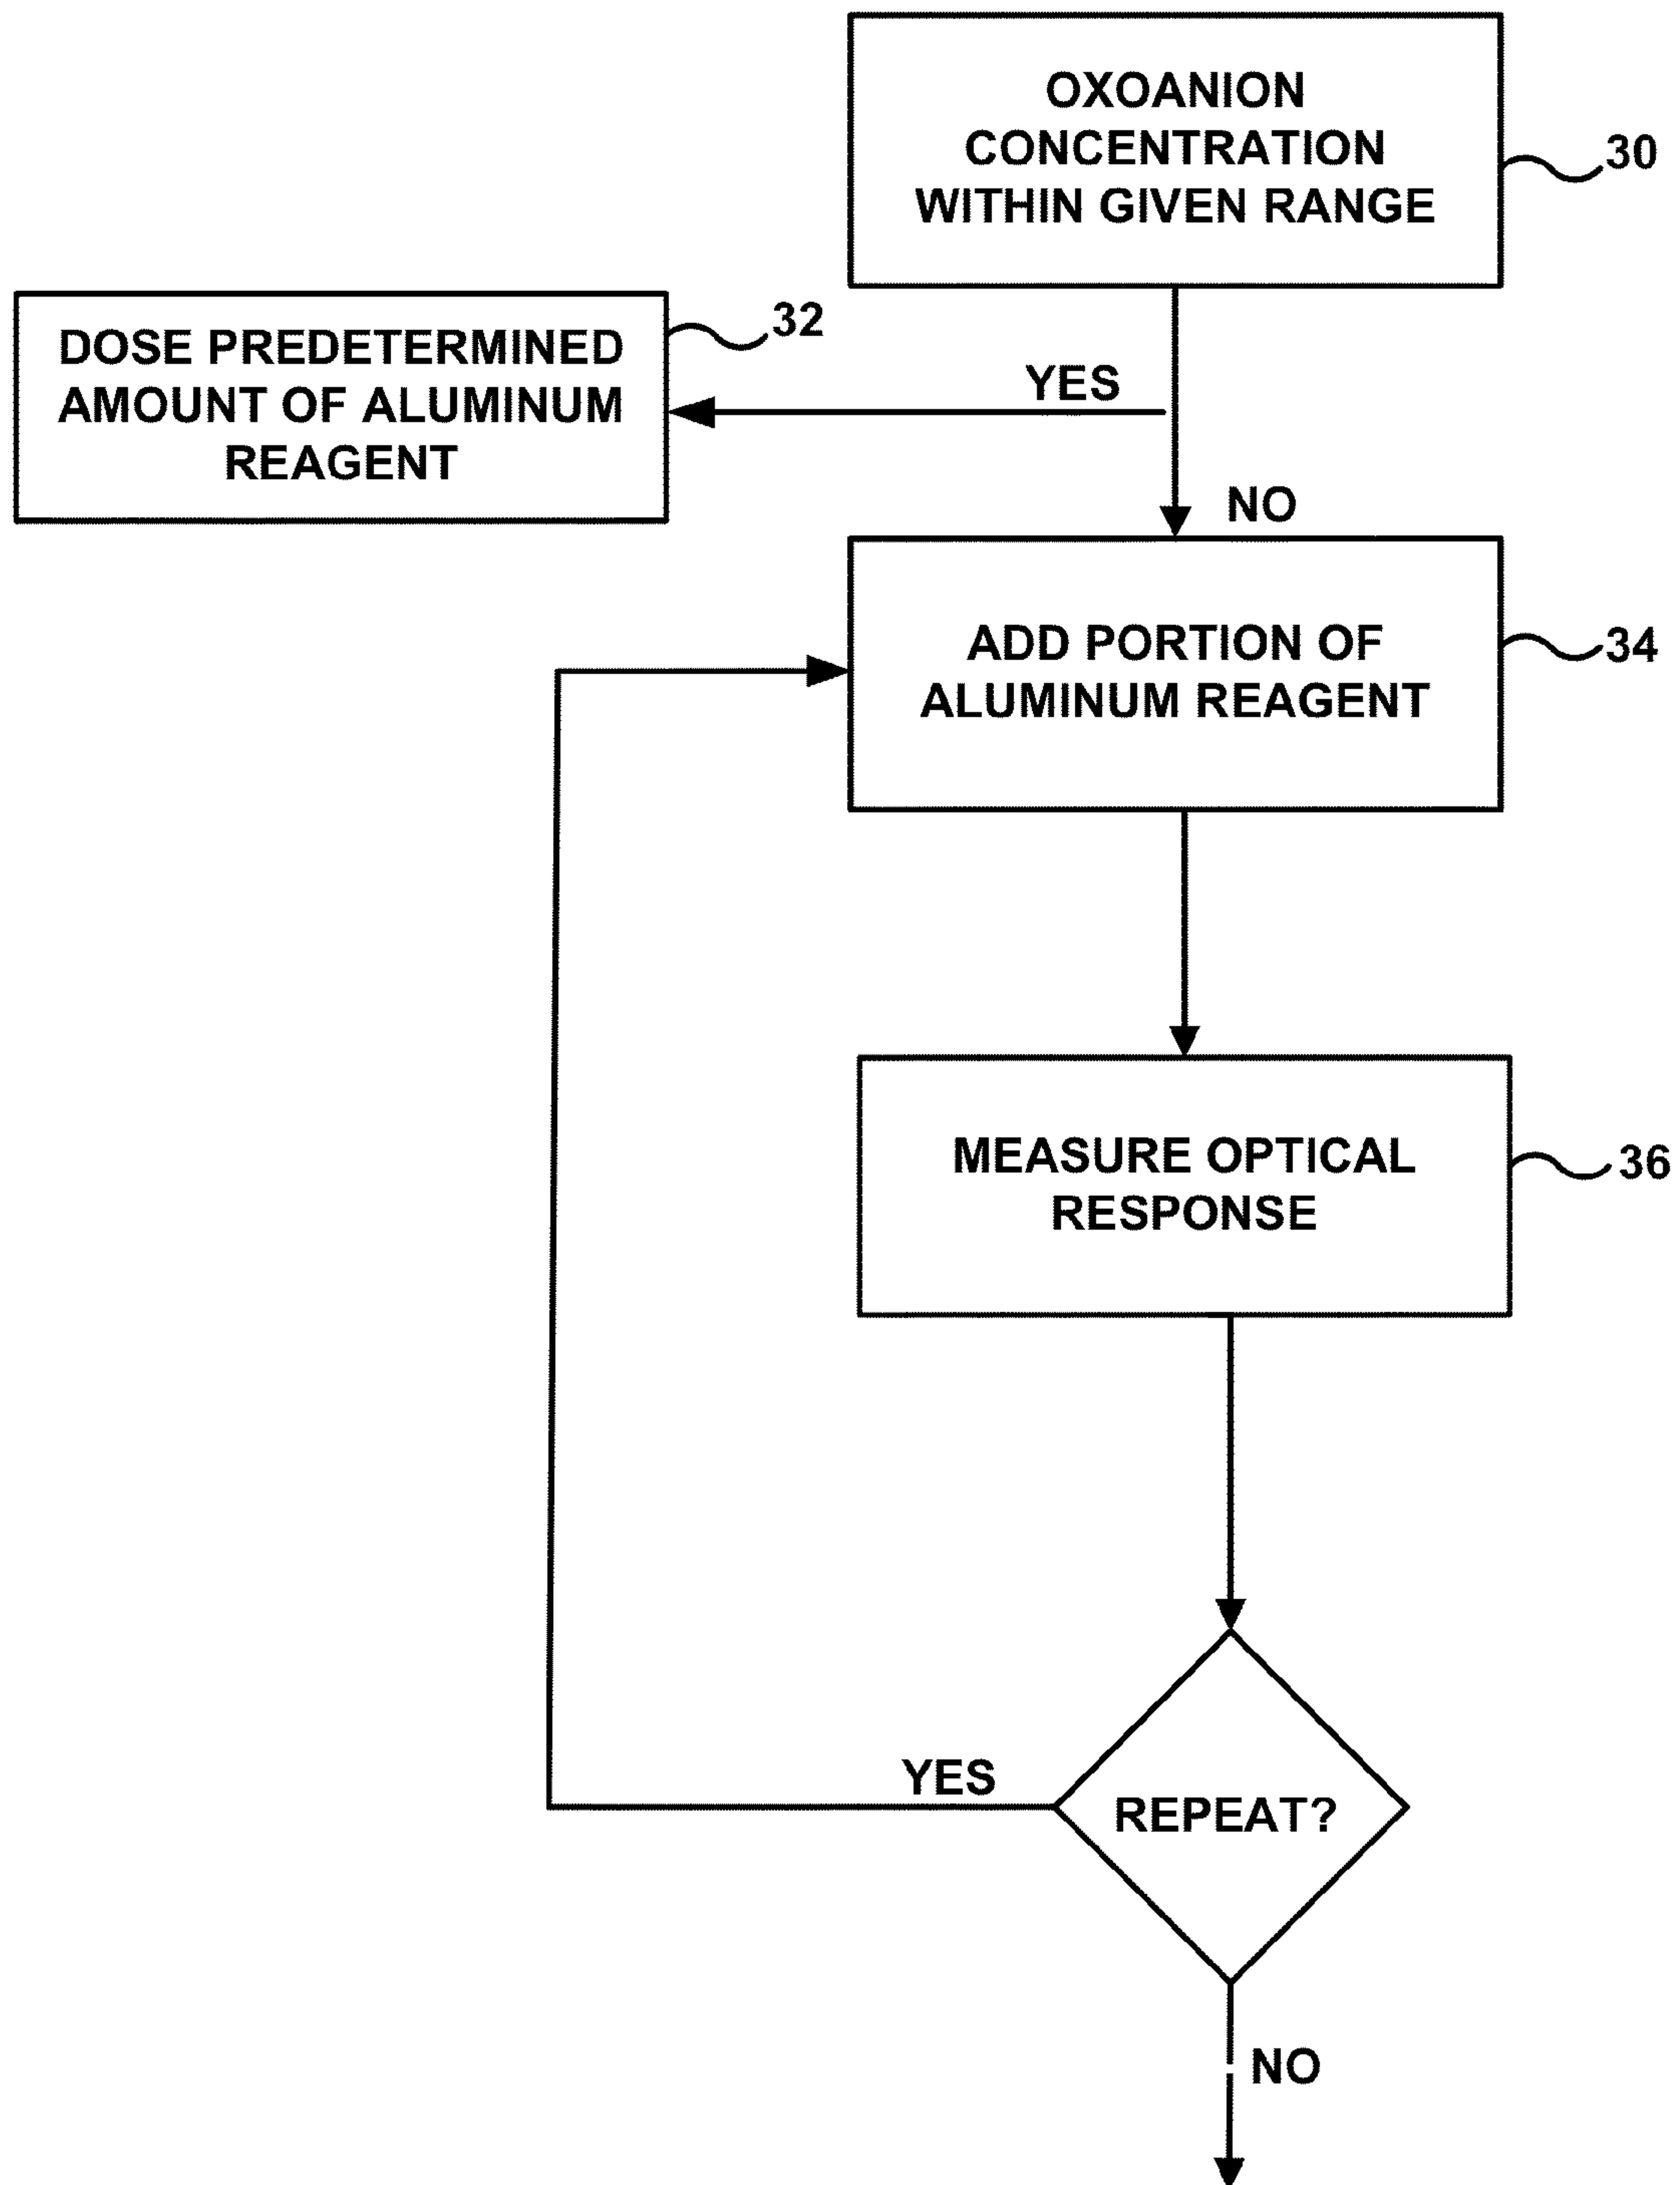 OXOANION
CONCENTRATION
WITHIN GIVEN RANGE
30
DOSE PREDETERMINED
AMOUNT OF ALUMINUM
REAGENT
32
YES
NO
ADD PORTION OF
ALUMINUM REAGENT
34
MEASURE OPTICAL
RESPONSE
36
YES
REPEAT?
NO